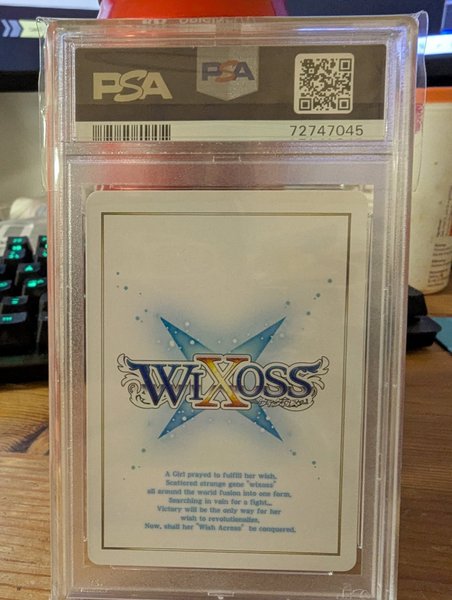 PSA
PSA
72747045
WIXOSS
A Girl prayed to fulfill her wish,
Scattered strange gene "wixoss"
all around the world fusion into one form,
Searching in vain for a fight,,,
Victory will be the only way for her
wish to revolutionalize,
Now, shall her "Wish Across" be conquered.